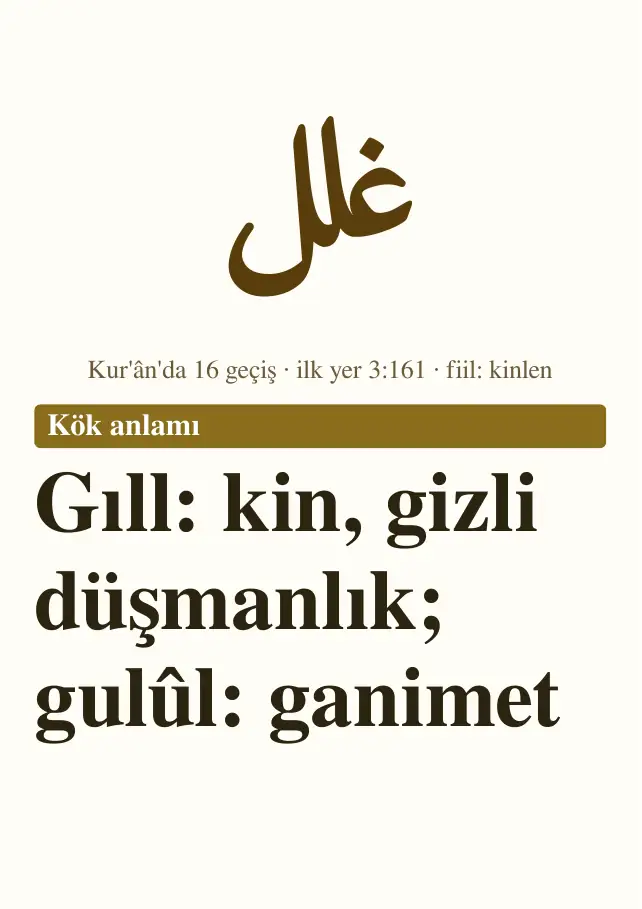 غلل
Kur'ân'da 16 geçiş · ilk yer 3:161 · fiil: kinlen
Kök anlamı
Gıll: kin, gizli
düşmanlık;
gulûl: ganimet